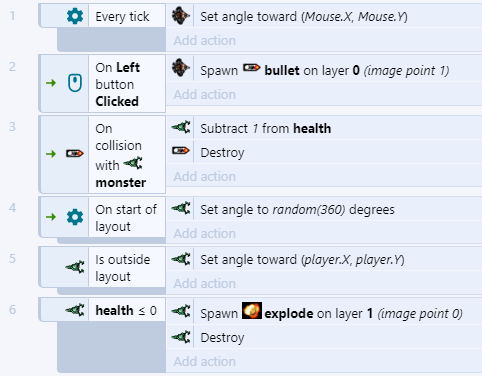 1
Every tick
Set angle toward (Mouse.X, Mouse.Y)
Add action
2
On Left
button
Clicked
Spawn bullet on layer 0 (image point 1)
Add action
3
On
collision
with
monster
Subtract 1 from health
Destroy
Add action
4
On start of
layout
Set angle to random(360) degrees
Add action
5
Is outside
layout
Set angle toward (player.X, player.Y)
Add action
6
health ≤ 0
Spawn explode on layer 1 (image point 0)
Destroy
Add action